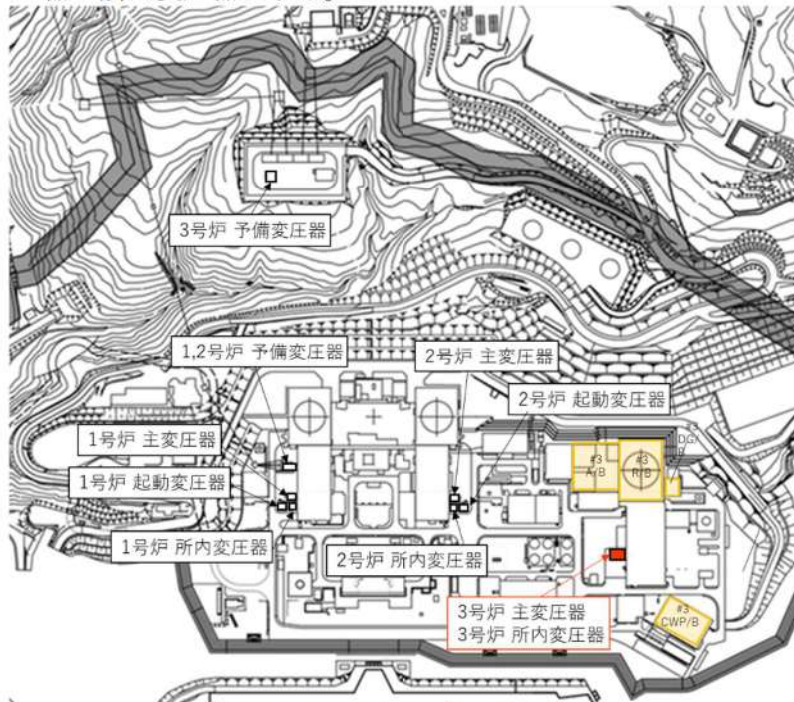 3号炉 予備変圧器
1,2号炉 予備変圧器
2号炉 主変圧器
2号炉 起動変圧器
1号炉 主変圧器
1号炉 起動変圧器
1号炉 所内変圧器
2号炉 所内変圧器
#3
A/B
#3
R/B
3号炉 主変圧器
3号炉 所内変圧器
#3
CWP/B